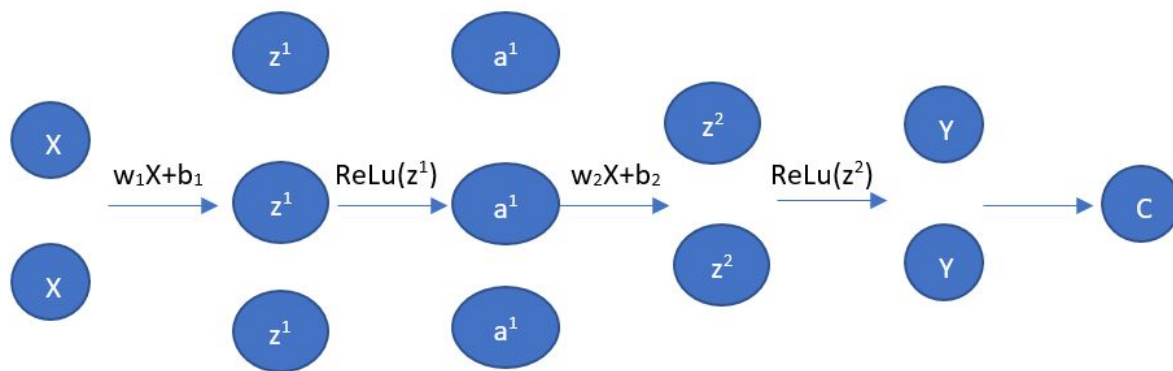 X
X
w₁X+b₁
z¹
z¹
z¹
ReLu(z¹)
a¹
a¹
a¹
w₂X+b₂
z²
z²
ReLu(z²)
Y
Y
C